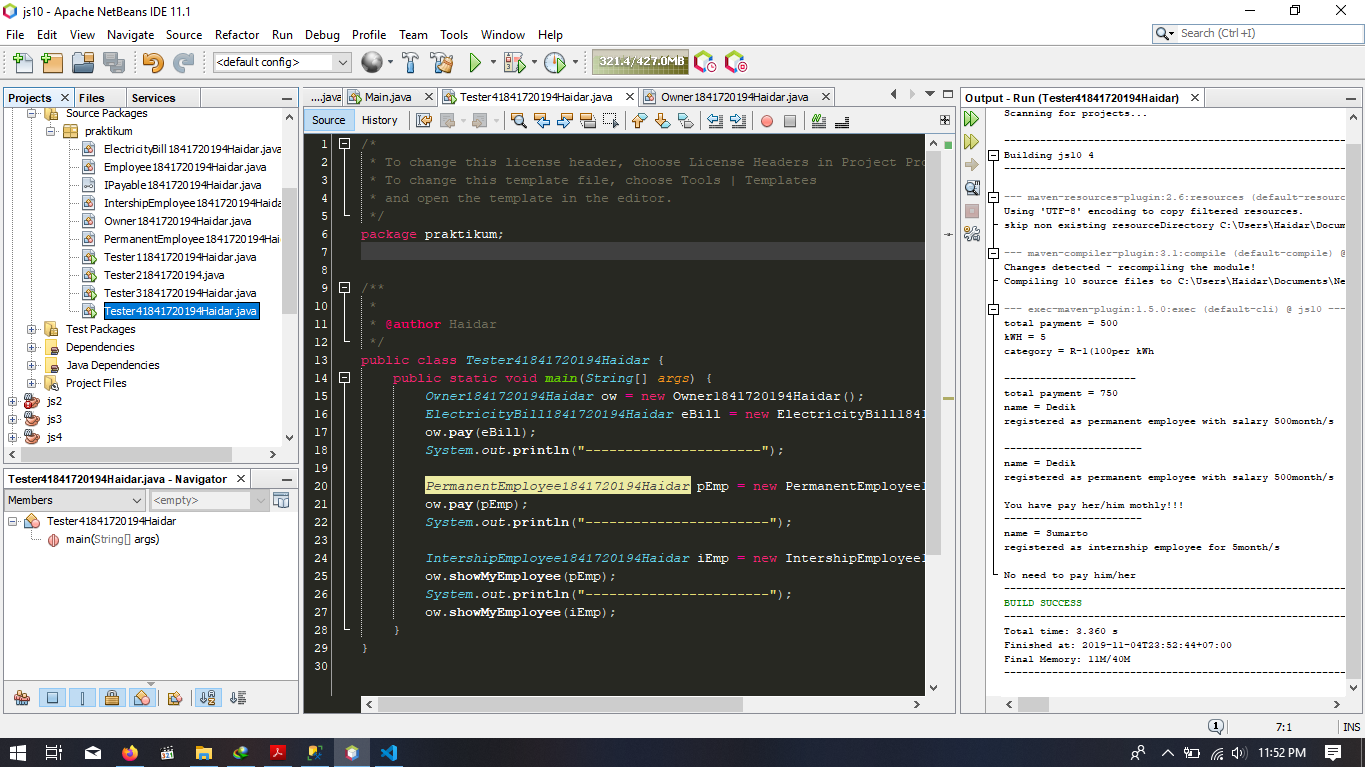 js10 - Apache NetBeans IDE 11.1
File Edit View Navigate Source Refactor Run Debug Profile Team Tools Window Help
Search (Ctrl+I)
<default config>
321.4/427.0MB
Projects Files Services
Source Packages
praktikum
ElectricityBill1841720194Haidar.java
Employee1841720194Haidar.java
IPayable1841720194Haidar.java
IntershipEmployee1841720194Haida
Owner1841720194Haidar.java
PermanentEmployee1841720194Hai
Tester11841720194Haidar.java
Tester21841720194.java
Tester31841720194Haidar.java
Tester41841720194Haidar.java
Test Packages
Dependencies
Java Dependencies
Project Files
js2
js3
js4
Tester41841720194Haidar.java - Navigator
Members <empty>
Tester41841720194Haidar
main(String[] args)
....java Main.java Tester41841720194Haidar.java Owner1841720194Haidar.java
Source History
1 /*
2 * To change this license header, choose License Headers in Project Pro
3 * To change this template file, choose Tools | Templates
4 * and open the template in the editor.
5 */
6 package praktikum;
7
8
9 /**
10 *
11 * @author Haidar
12 */
13 public class Tester41841720194Haidar {
14 public static void main(String[] args) {
15 Owner1841720194Haidar ow = new Owner1841720194Haidar();
16 ElectricityBill1841720194Haidar eBill = new ElectricityBill1841
17 ow.pay(eBill);
18 System.out.println("----------------------");
19
20 PermanentEmployee1841720194Haidar pEmp = new PermanentEmployee1
21 ow.pay(pEmp);
22 System.out.println("-----------------------");
23
24 IntershipEmployee1841720194Haidar iEmp = new IntershipEmployee1
25 ow.showMyEmployee(pEmp);
26 System.out.println("-----------------------");
27 ow.showMyEmployee(iEmp);
28 }
29 }
30
Output - Run (Tester41841720194Haidar)
Scanning for projects...
------------------------------------------------------------------------
Building js10 4
------------------------------------------------------------------------
--- maven-resources-plugin:2.6:resources (default-resourc
Using 'UTF-8' encoding to copy filtered resources.
skip non existing resourceDirectory C:\Users\Haidar\Docum
--- maven-compiler-plugin:3.1:compile (default-compile) @
Changes detected - recompiling the module!
Compiling 10 source files to C:\Users\Haidar\Documents\Ne
--- exec-maven-plugin:1.5.0:exec (default-cli) @ js10 ---
total payment = 500
kWH = 5
category = R-1(100per kWh
----------------------
total payment = 750
name = Dedik
registered as permanent employee with salary 500month/s
-----------------------
name = Dedik
registered as permanent employee with salary 500month/s
You have pay her/him mothly!!!
-----------------------
name = Sumarto
registered as internship employee for 5month/s
No need to pay him/her
------------------------------------------------------------------------
BUILD SUCCESS
------------------------------------------------------------------------
Total time: 3.360 s
Finished at: 2019-11-04T23:52:44+07:00
Final Memory: 11M/40M
------------------------------------------------------------------------
1 7:1 INS
11:52 PM